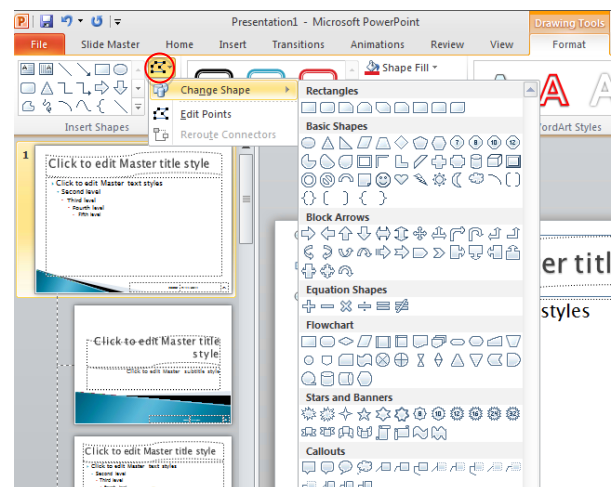 Presentation1 - Microsoft PowerPoint
Drawing Tools
File Slide Master Home Insert Transitions Animations Review View Format
Shape Fill
Insert Shapes
WordArt Styles
Change Shape
Edit Points
Reroute Connectors
Rectangles
Basic Shapes
Block Arrows
Equation Shapes
Flowchart
Stars and Banners
Callouts
1
Click to edit Master title style
Click to edit Master text styles
Second level
Third level
Fourth level
Fifth level
Click to edit Master title
style
Click to edit Master subtitle style
Click to edit Master title style
Click to edit Master text styles
Second level
Third level
er titl
styles